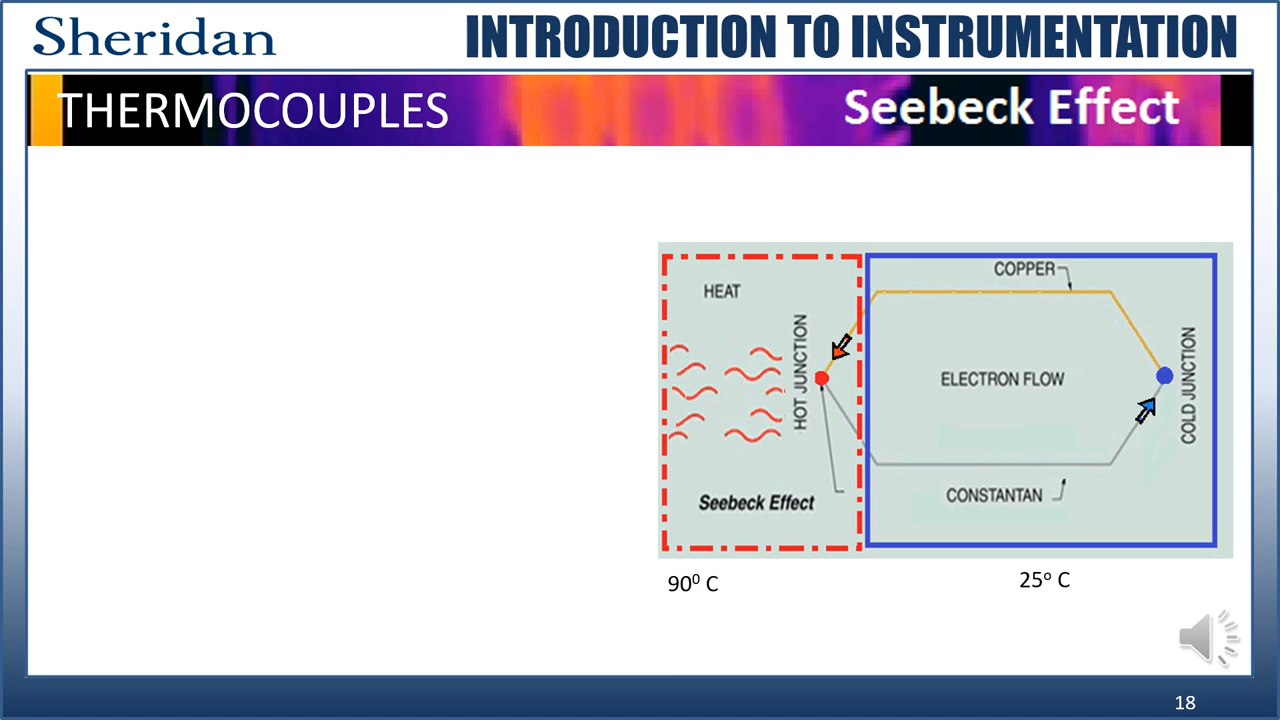 Sheridan
INTRODUCTION TO INSTRUMENTATION
THERMOCOUPLES
Seebeck Effect
COPPER
HEAT
HOT JUNCTION
ELECTRON FLOW
COLD JUNCTION
CONSTANTAN
Seebeck Effect
90⁰ C
25ᵒ C
18